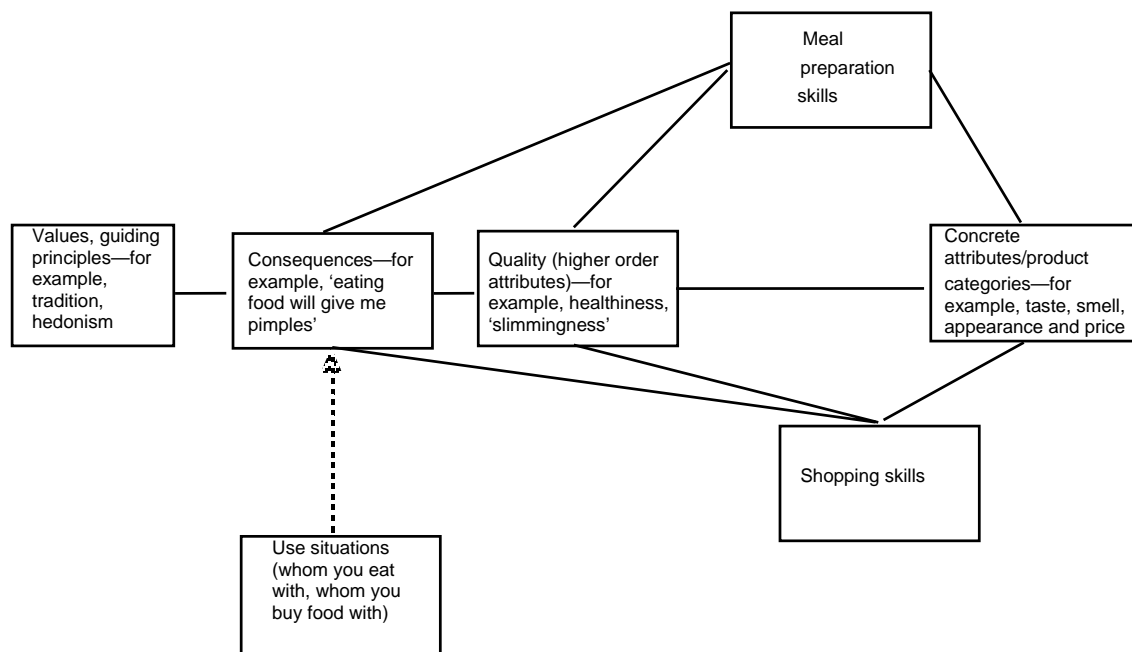 Meal
preparation
skills
Values, guiding
principles—for
example,
tradition,
hedonism
Consequences—for
example, ‘eating
food will give me
pimples’
Quality (higher order
attributes)—for
example, healthiness,
‘slimmingness’
Concrete
attributes/product
categories—for
example, taste, smell,
appearance and price
Shopping skills
Use situations
(whom you eat
with, whom you
buy food with)